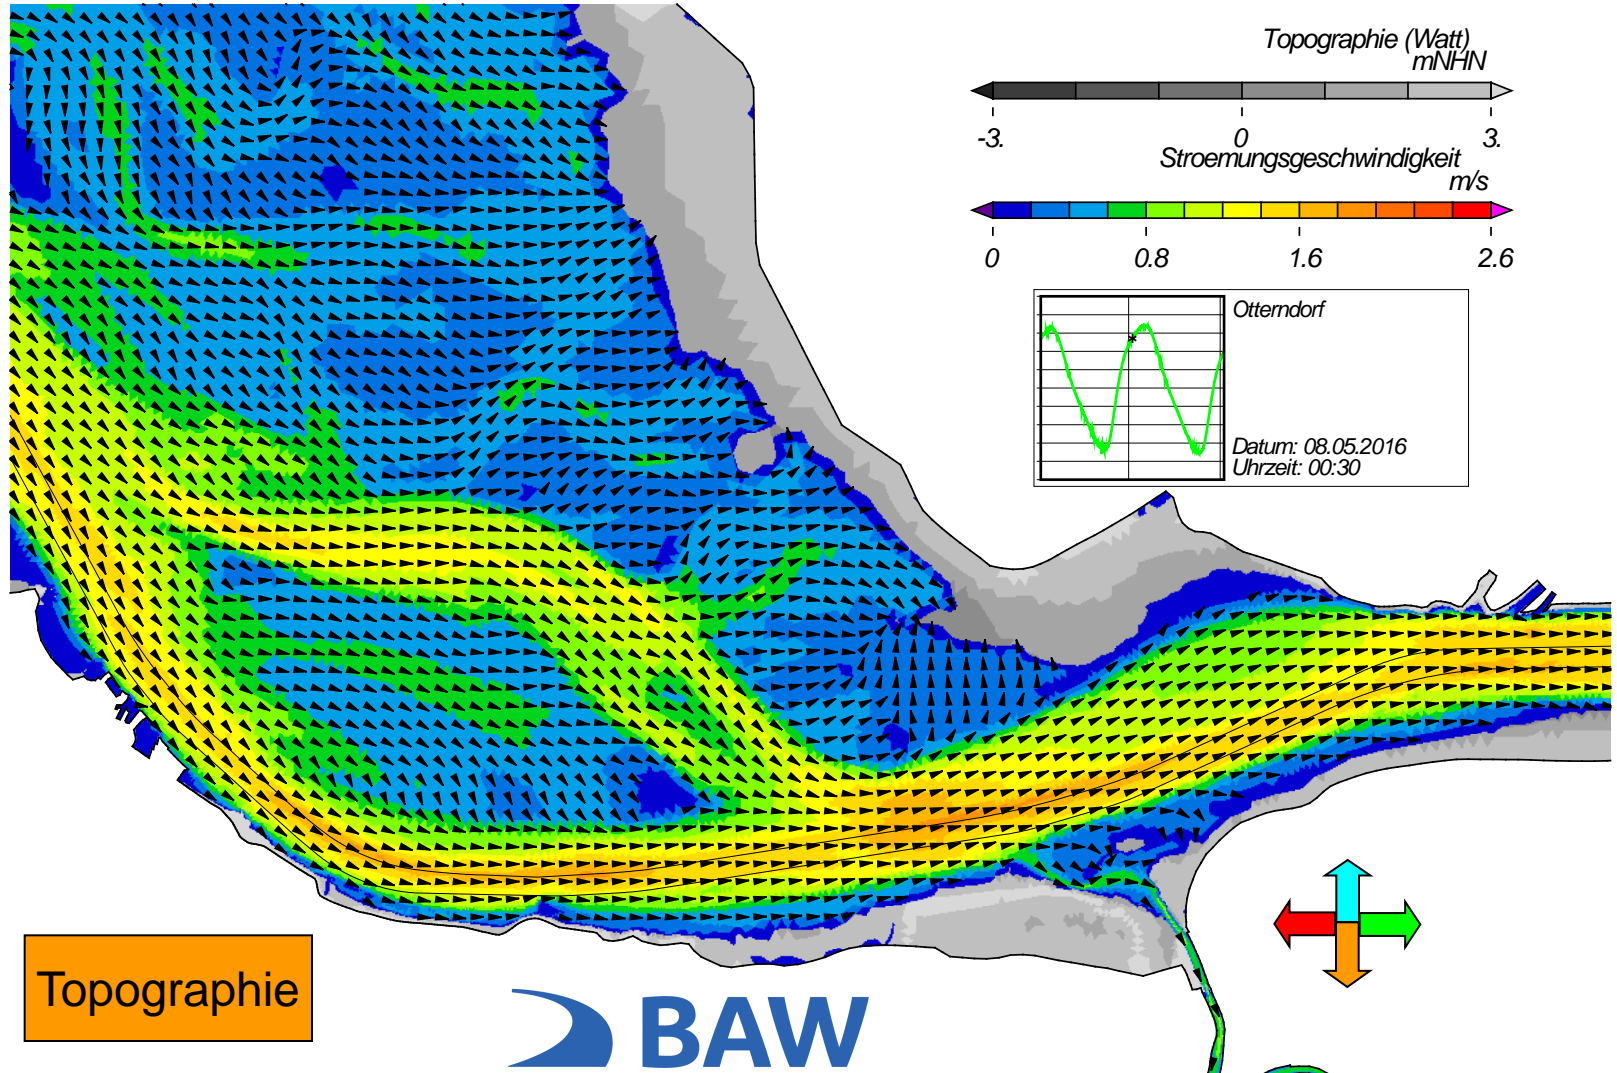 Topographie (Watt)
mNHN
-3. 0 3.
Stroemungsgeschwindigkeit
m/s
0 0.8 1.6 2.6
Otterndorf
Datum: 08.05.2016
Uhrzeit: 00:30
Topographie
BAW